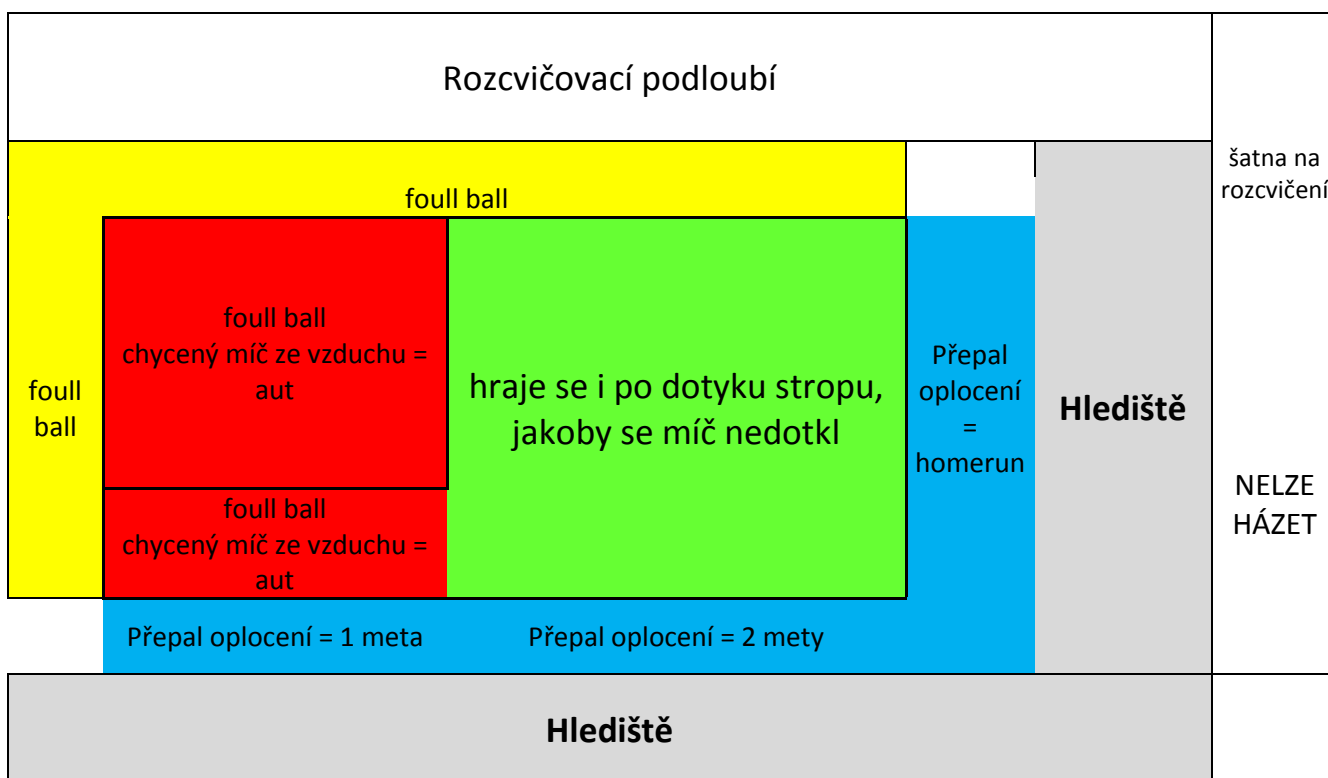 Rozcvičovací podloubí
šatna na
rozcvičení
foull ball
foull ball
chycený míč ze vzduchu =
aut
foull
ball
hraje se i po dotyku stropu,
jakoby se míč nedotkl
Přepal
oplocení
=
homerun
Hlediště
NELZE
HÁZET
foull ball
chycený míč ze vzduchu =
aut
Přepal oplocení = 1 meta
Přepal oplocení = 2 mety
Hlediště